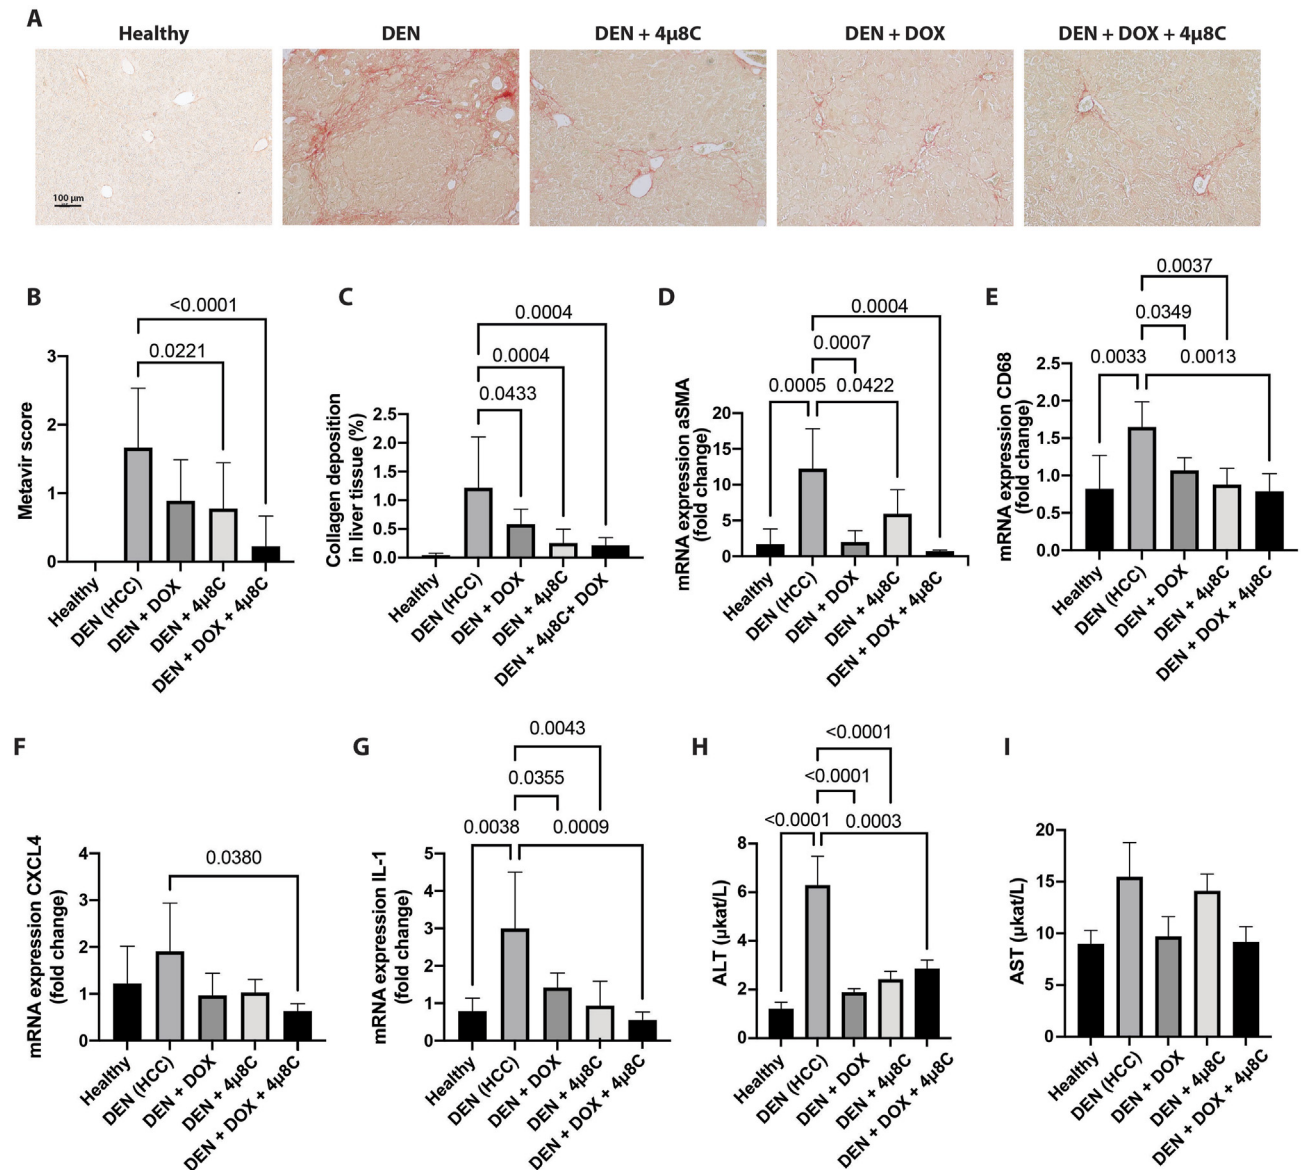 A
Healthy
DEN
DEN + 4µ8C
DEN + DOX
DEN + DOX + 4µ8C
100 µm
B
<0.0001
0.0221
Metavir score
3
2
1
0
Healthy
DEN (HCC)
DEN + DOX
DEN + 4µ8C
DEN + DOX + 4µ8C
C
0.0004
0.0004
0.0433
Collagen deposition
in liver tissue (%)
2.5
2.0
1.5
1.0
0.5
0.0
Healthy
DEN (HCC)
DEN + DOX
DEN + 4µ8C
DEN + 4µ8C+ DOX
D
0.0004
0.0007
0.0005
0.0422
mRNA expression aSMA
(fold change)
20
15
10
5
0
Healthy
DEN (HCC)
DEN + DOX
DEN + 4µ8C
DEN + DOX + 4µ8C
E
0.0037
0.0349
0.0033
0.0013
mRNA expression CD68
(fold change)
2.5
2.0
1.5
1.0
0.5
0.0
Healthy
DEN (HCC)
DEN + DOX
DEN + 4µ8C
DEN + DOX + 4µ8C
F
0.0380
mRNA expression CXCL4
(fold change)
4
3
2
1
0
Healthy
DEN (HCC)
DEN + DOX
DEN + 4µ8C
DEN + DOX + 4µ8C
G
0.0043
0.0355
0.0038
0.0009
mRNA expression IL-1
(fold change)
5
4
3
2
1
0
Healthy
DEN (HCC)
DEN + DOX
DEN + 4µ8C
DEN + DOX + 4µ8C
H
<0.0001
<0.0001
<0.0001
0.0003
ALT (µkat/L)
8
6
4
2
0
Healthy
DEN (HCC)
DEN + DOX
DEN + 4µ8C
DEN + DOX + 4µ8C
I
AST (µkat/L)
20
15
10
5
0
Healthy
DEN (HCC)
DEN + DOX
DEN + 4µ8C
DEN + DOX + 4µ8C